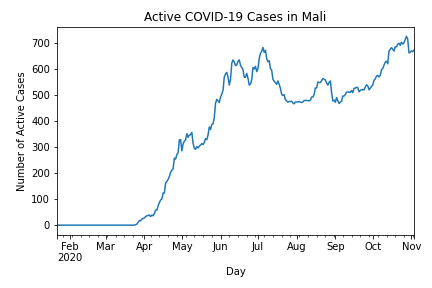 Active COVID-19 Cases in Mali
Number of Active Cases
700
600
500
400
300
200
100
0
Feb Mar Apr May Jun Jul Aug Sep Oct Nov
2020
Day